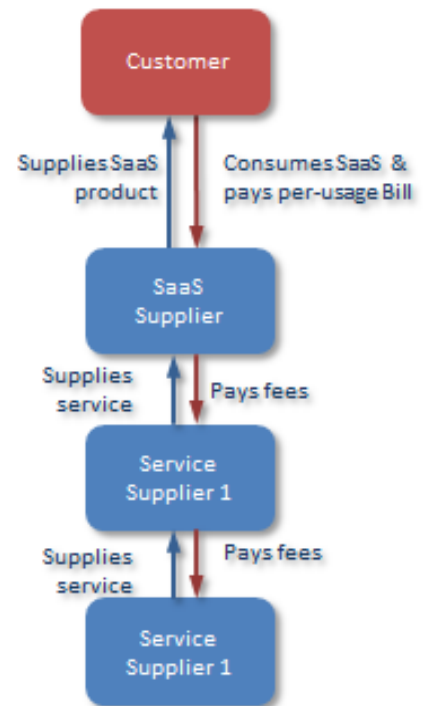 Customer
Supplies SaaS
product
Consumes SaaS &
pays per-usage Bill
SaaS
Supplier
Supplies
service
Pays fees
Service
Supplier 1
Supplies
service
Pays fees
Service
Supplier 1